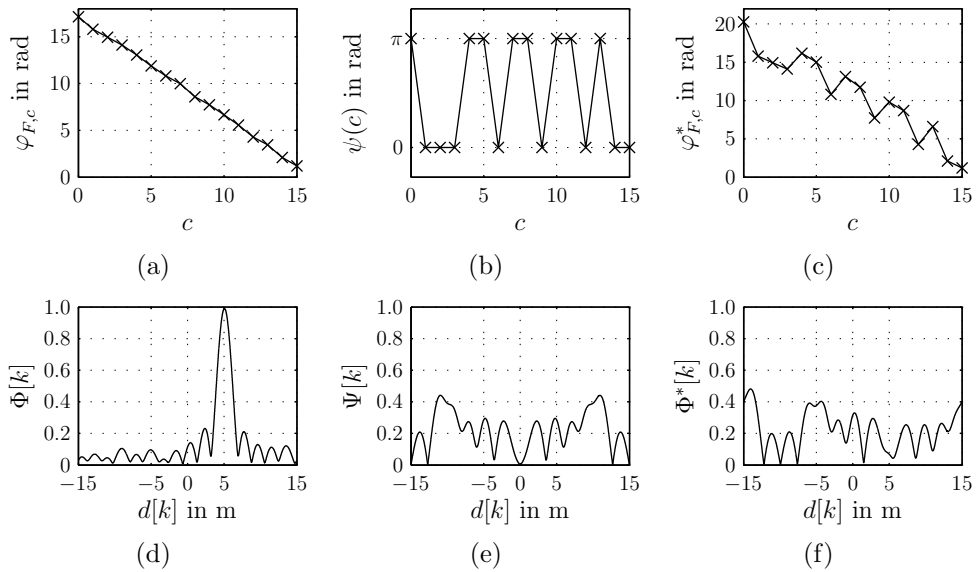 φ_{F,c} in rad
15
10
5
0
0 5 10 15
c
(a)
ψ(c) in rad
π
0
0 5 10 15
c
(b)
φ*_{F,c} in rad
20
15
10
5
0
0 5 10 15
c
(c)
Φ[k]
1.0
0.8
0.6
0.4
0.2
0
−15 −5 0 5 15
d[k] in m
(d)
Ψ[k]
1.0
0.8
0.6
0.4
0.2
0
−15 −5 0 5 15
d[k] in m
(e)
Φ*[k]
1.0
0.8
0.6
0.4
0.2
0
−15 −5 0 5 15
d[k] in m
(f)